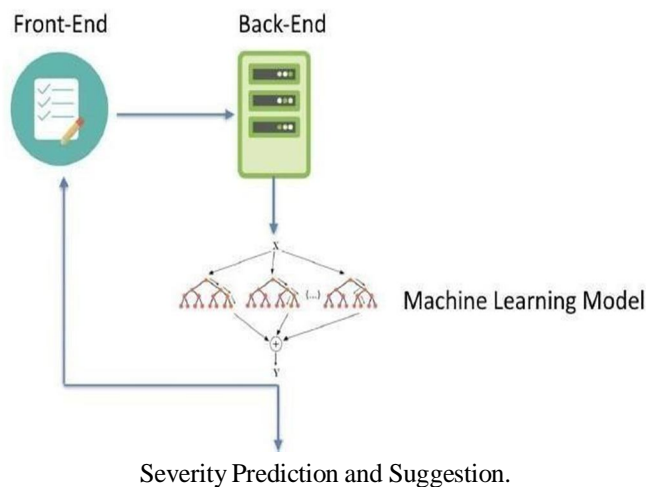 Front-End
Back-End
X
(...)
Machine Learning Model
+
Y
Severity Prediction and Suggestion.